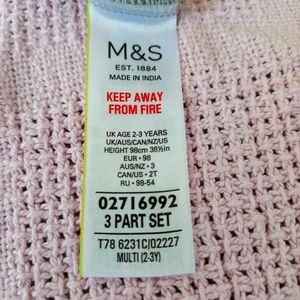 M&S
EST. 1884
MADE IN INDIA
KEEP AWAY
FROM FIRE
UK AGE 2-3 YEARS
UK/AUS/CAN/NZ/US
HEIGHT 98cm 38½in
EUR • 98
AUS/NZ • 3
CAN/US • 2T
RU • 98-54
02716992
3 PART SET
T78 6231C/02227
MULTI (2-3Y)